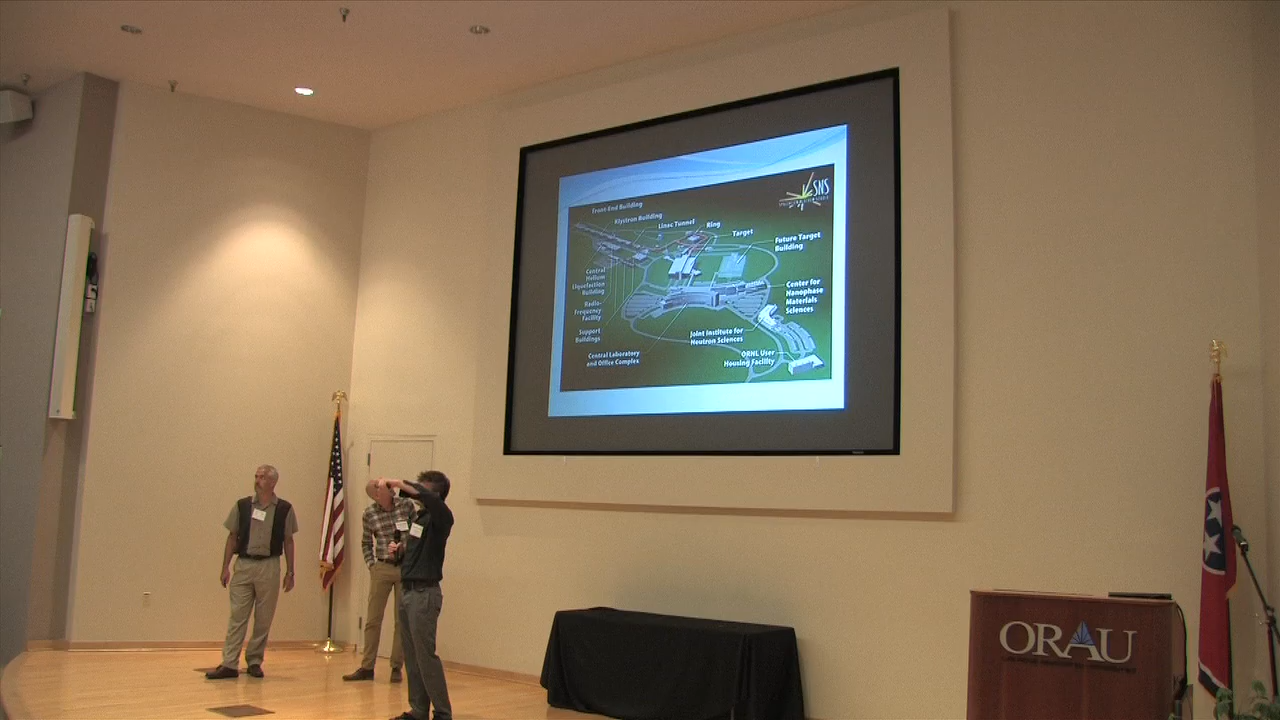 SNS
Front-End Building
Klystron Building
Linac Tunnel
Ring
Target
Future Target
Building
Central
Helium
Liquefaction
Building
Center for
Nanophase
Materials
Sciences
Radio-
Frequency
Facility
Support
Buildings
Joint Institute for
Neutron Sciences
Central Laboratory
and Office Complex
ORNL User
Housing Facility
ORAU